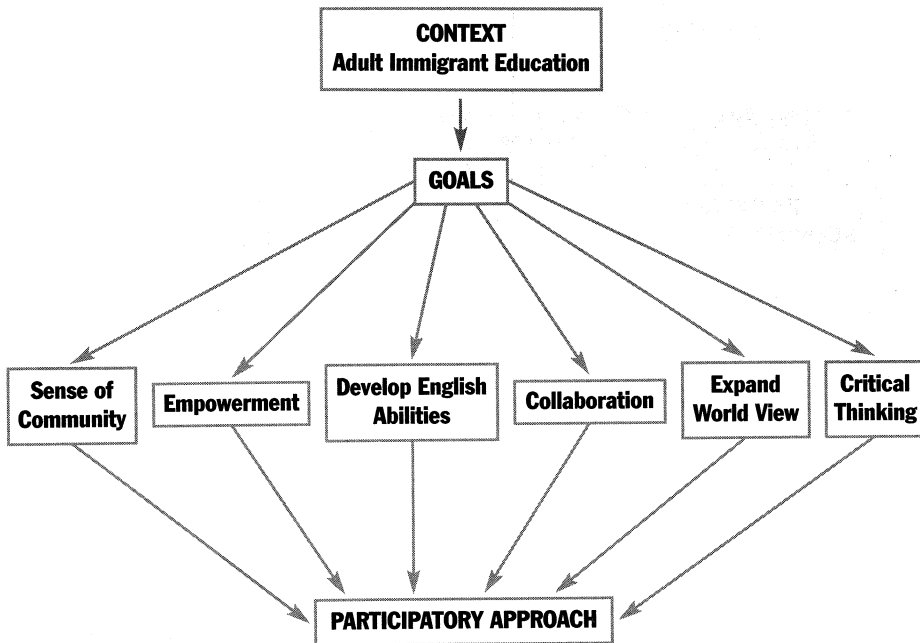 CONTEXT
Adult Immigrant Education
GOALS
Sense of
Community
Empowerment
Develop English
Abilities
Collaboration
Expand
World View
Critical
Thinking
PARTICIPATORY APPROACH